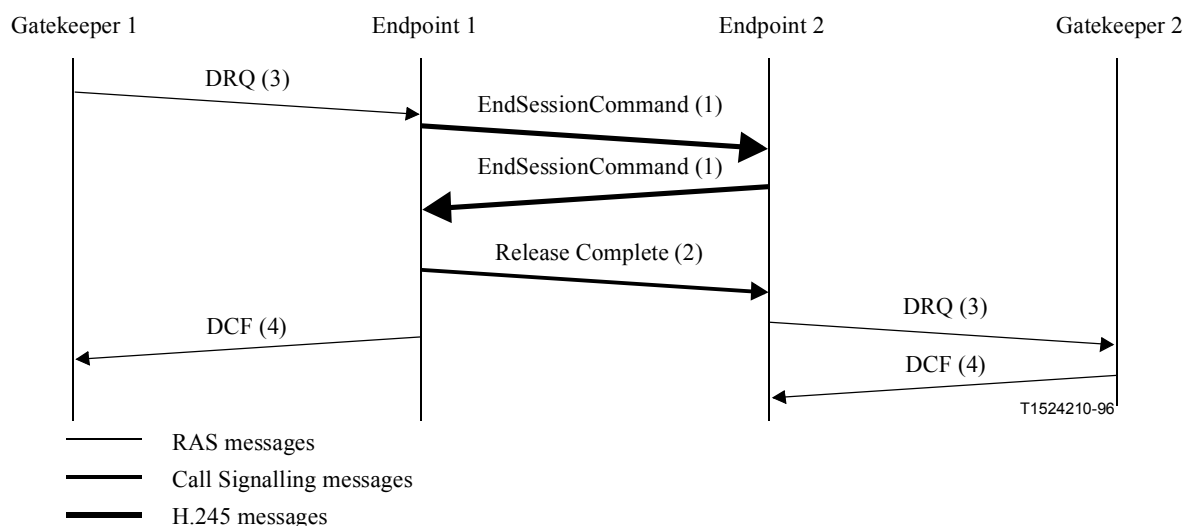 Gatekeeper 1
Endpoint 1
Endpoint 2
Gatekeeper 2
DRQ (3)
EndSessionCommand (1)
EndSessionCommand (1)
Release Complete (2)
DRQ (3)
DCF (4)
DCF (4)
T1524210-96
RAS messages
Call Signalling messages
H.245 messages